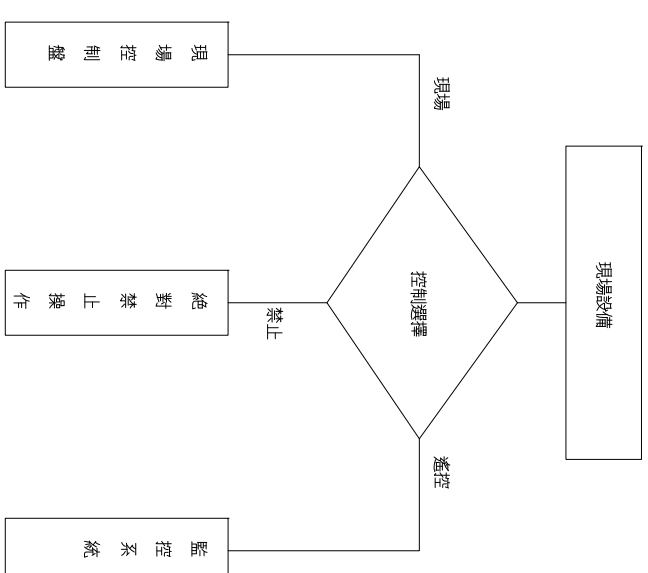 現場設備
控制選擇
現場
禁止
遙控
現場控制盤
絕對禁止操作
監控系統